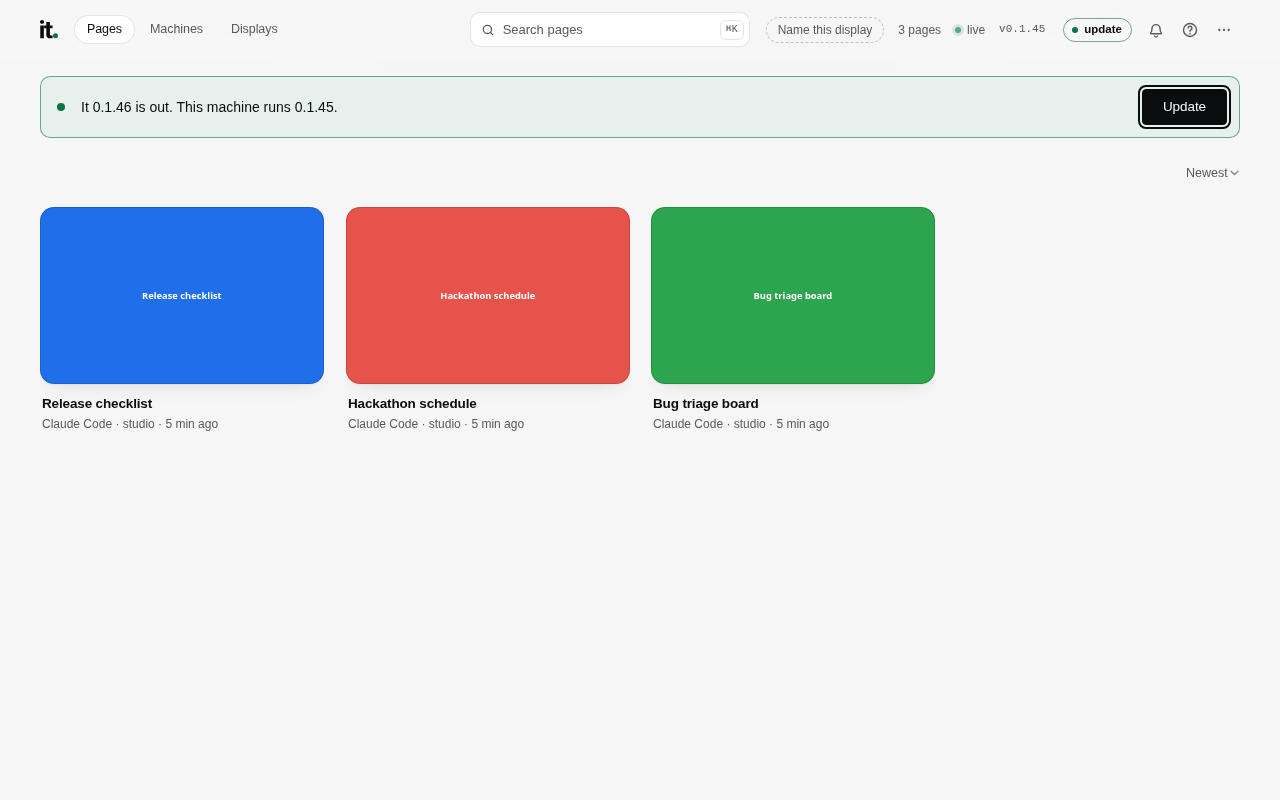 it.
Pages
Machines
Displays
Search pages
⌘K
Name this display
3 pages
live
v0.1.45
update
It 0.1.46 is out. This machine runs 0.1.45.
Update
Newest
Release checklist
Hackathon schedule
Bug triage board
Release checklist
Claude Code · studio · 5 min ago
Hackathon schedule
Claude Code · studio · 5 min ago
Bug triage board
Claude Code · studio · 5 min ago